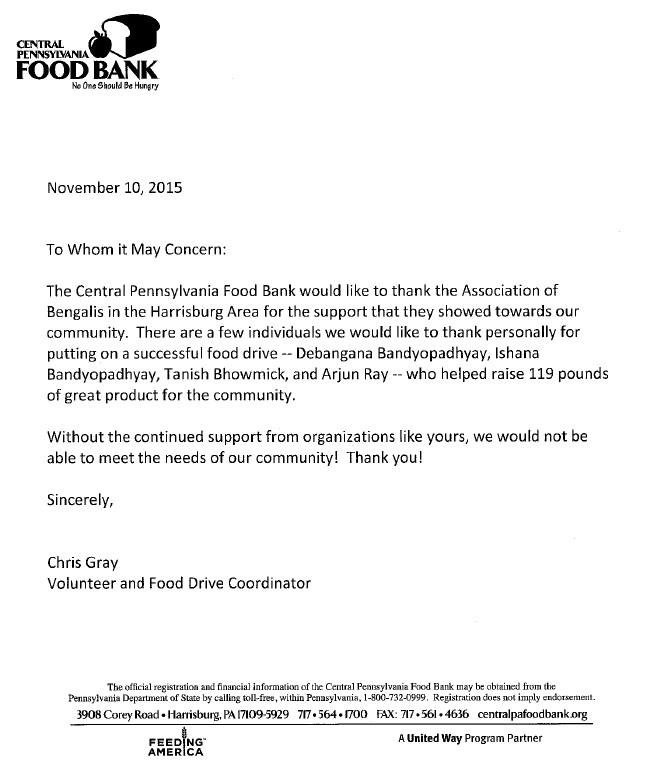 CENTRAL
PENNSYLVANIA
FOOD BANK
No One Should Be Hungry
November 10, 2015
To Whom it May Concern:
The Central Pennsylvania Food Bank would like to thank the Association of
Bengalis in the Harrisburg Area for the support that they showed towards our
community.  There are a few individuals we would like to thank personally for
putting on a successful food drive -- Debangana Bandyopadhyay, Ishana
Bandyopadhyay, Tanish Bhowmick, and Arjun Ray -- who helped raise 119 pounds
of great product for the community.
Without the continued support from organizations like yours, we would not be
able to meet the needs of our community!  Thank you!
Sincerely,
Chris Gray
Volunteer and Food Drive Coordinator
The official registration and financial information of the Central Pennsylvania Food Bank may be obtained from the
Pennsylvania Department of State by calling toll-free, within Pennsylvania, 1-800-732-0999.  Registration does not imply endorsement.
3908 Corey Road • Harrisburg, PA 17109-5929  717 • 564 • 1700  FAX: 717 • 561 • 4636  centralpafoodbank.org
FEEDING™
AMERICA
A United Way Program Partner